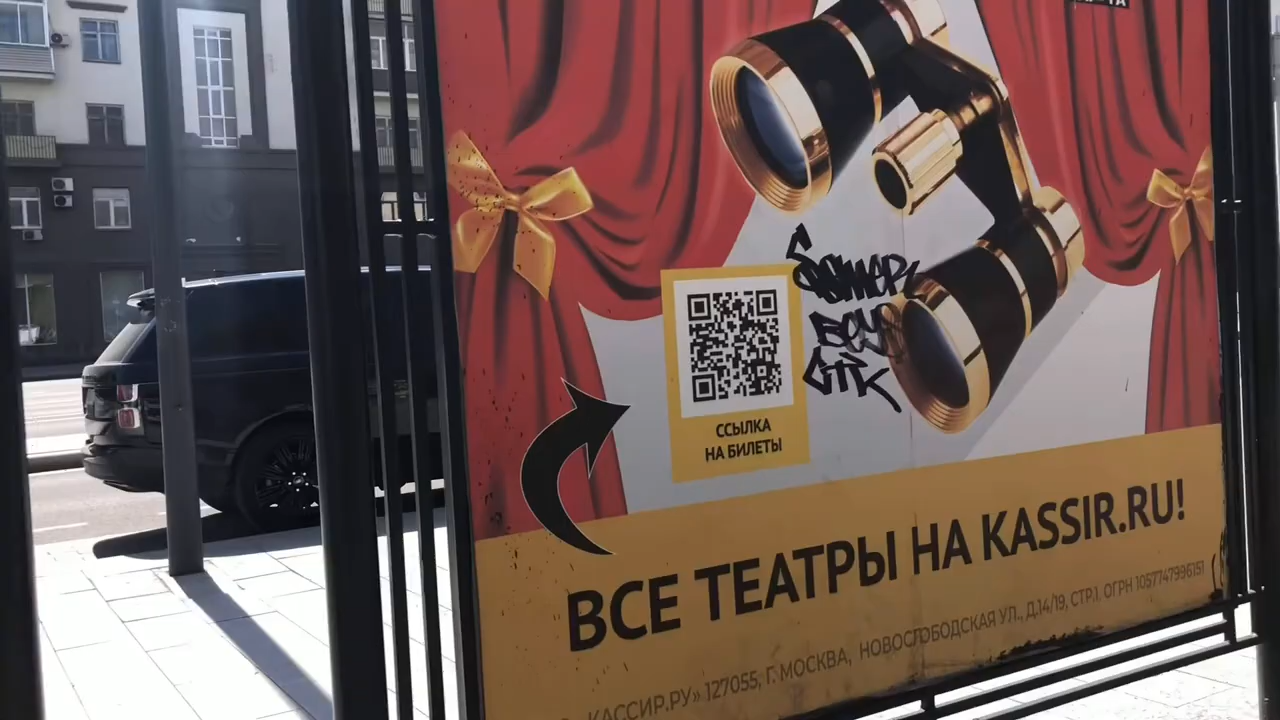 ССЫЛКА
НА БИЛЕТЫ
ВСЕ ТЕАТРЫ НА KASSIR.RU!
КАССИР.РУ» 127055, Г. МОСКВА, НОВОСЛОБОДСКАЯ УЛ., Д.14/19, СТР.1. ОГРН 1057747996151